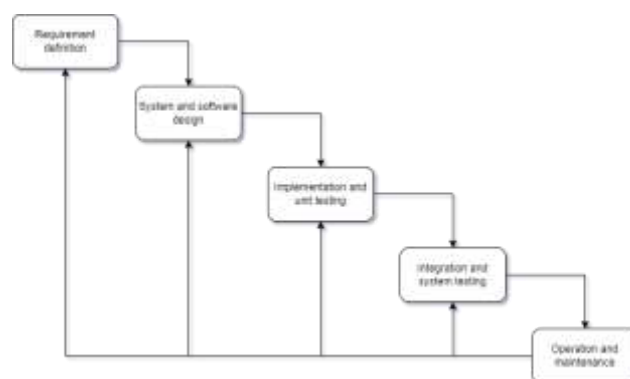 Requirement
definition
System and software
design
Implementation and
unit testing
Integration and
system testing
Operation and
maintenance